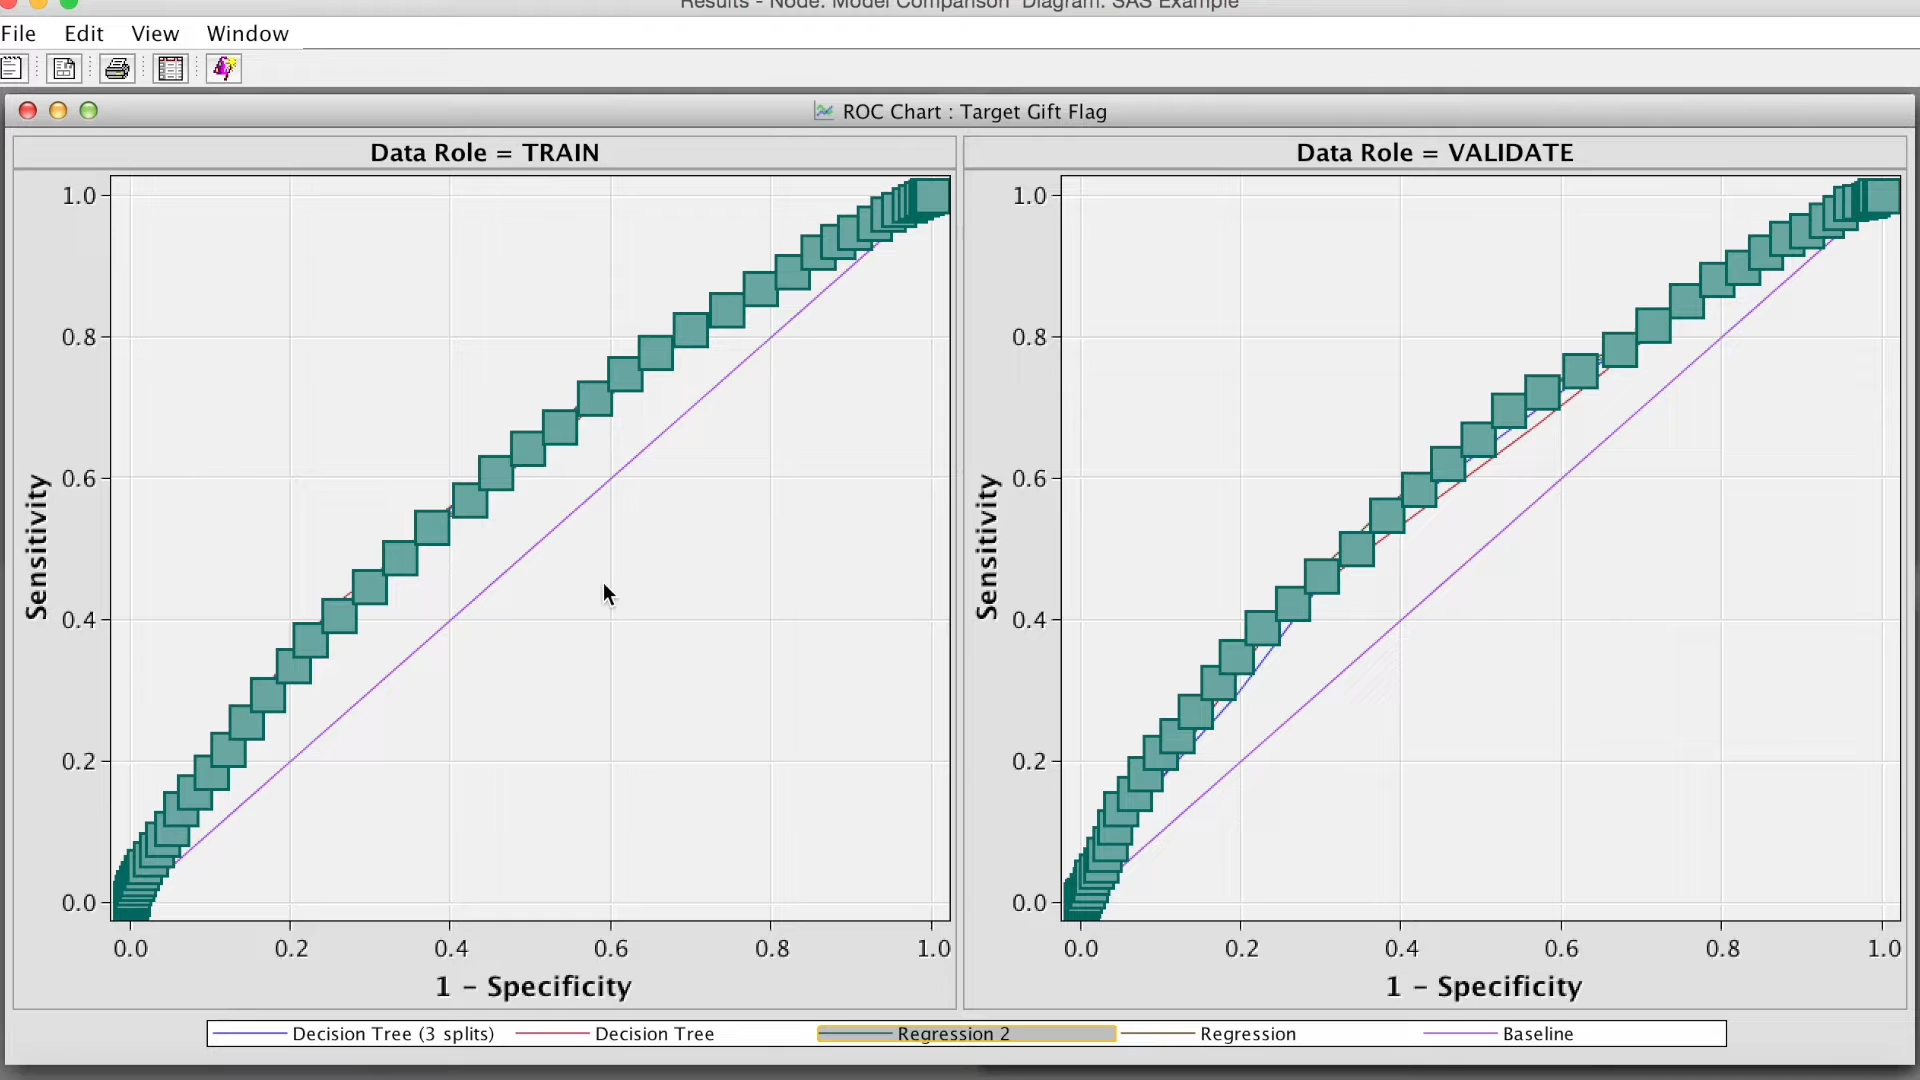 Results - Node: Model Comparison Diagram: SAS Example
File Edit View Window
ROC Chart : Target Gift Flag
Data Role = TRAIN
1.0
0.8
0.6
0.4
0.2
0.0
Sensitivity
0.0 0.2 0.4 0.6 0.8 1.0
1 - Specificity
Data Role = VALIDATE
1.0
0.8
0.6
0.4
0.2
0.0
Sensitivity
0.0 0.2 0.4 0.6 0.8 1.0
1 - Specificity
Decision Tree (3 splits) Decision Tree Regression 2 Regression Baseline